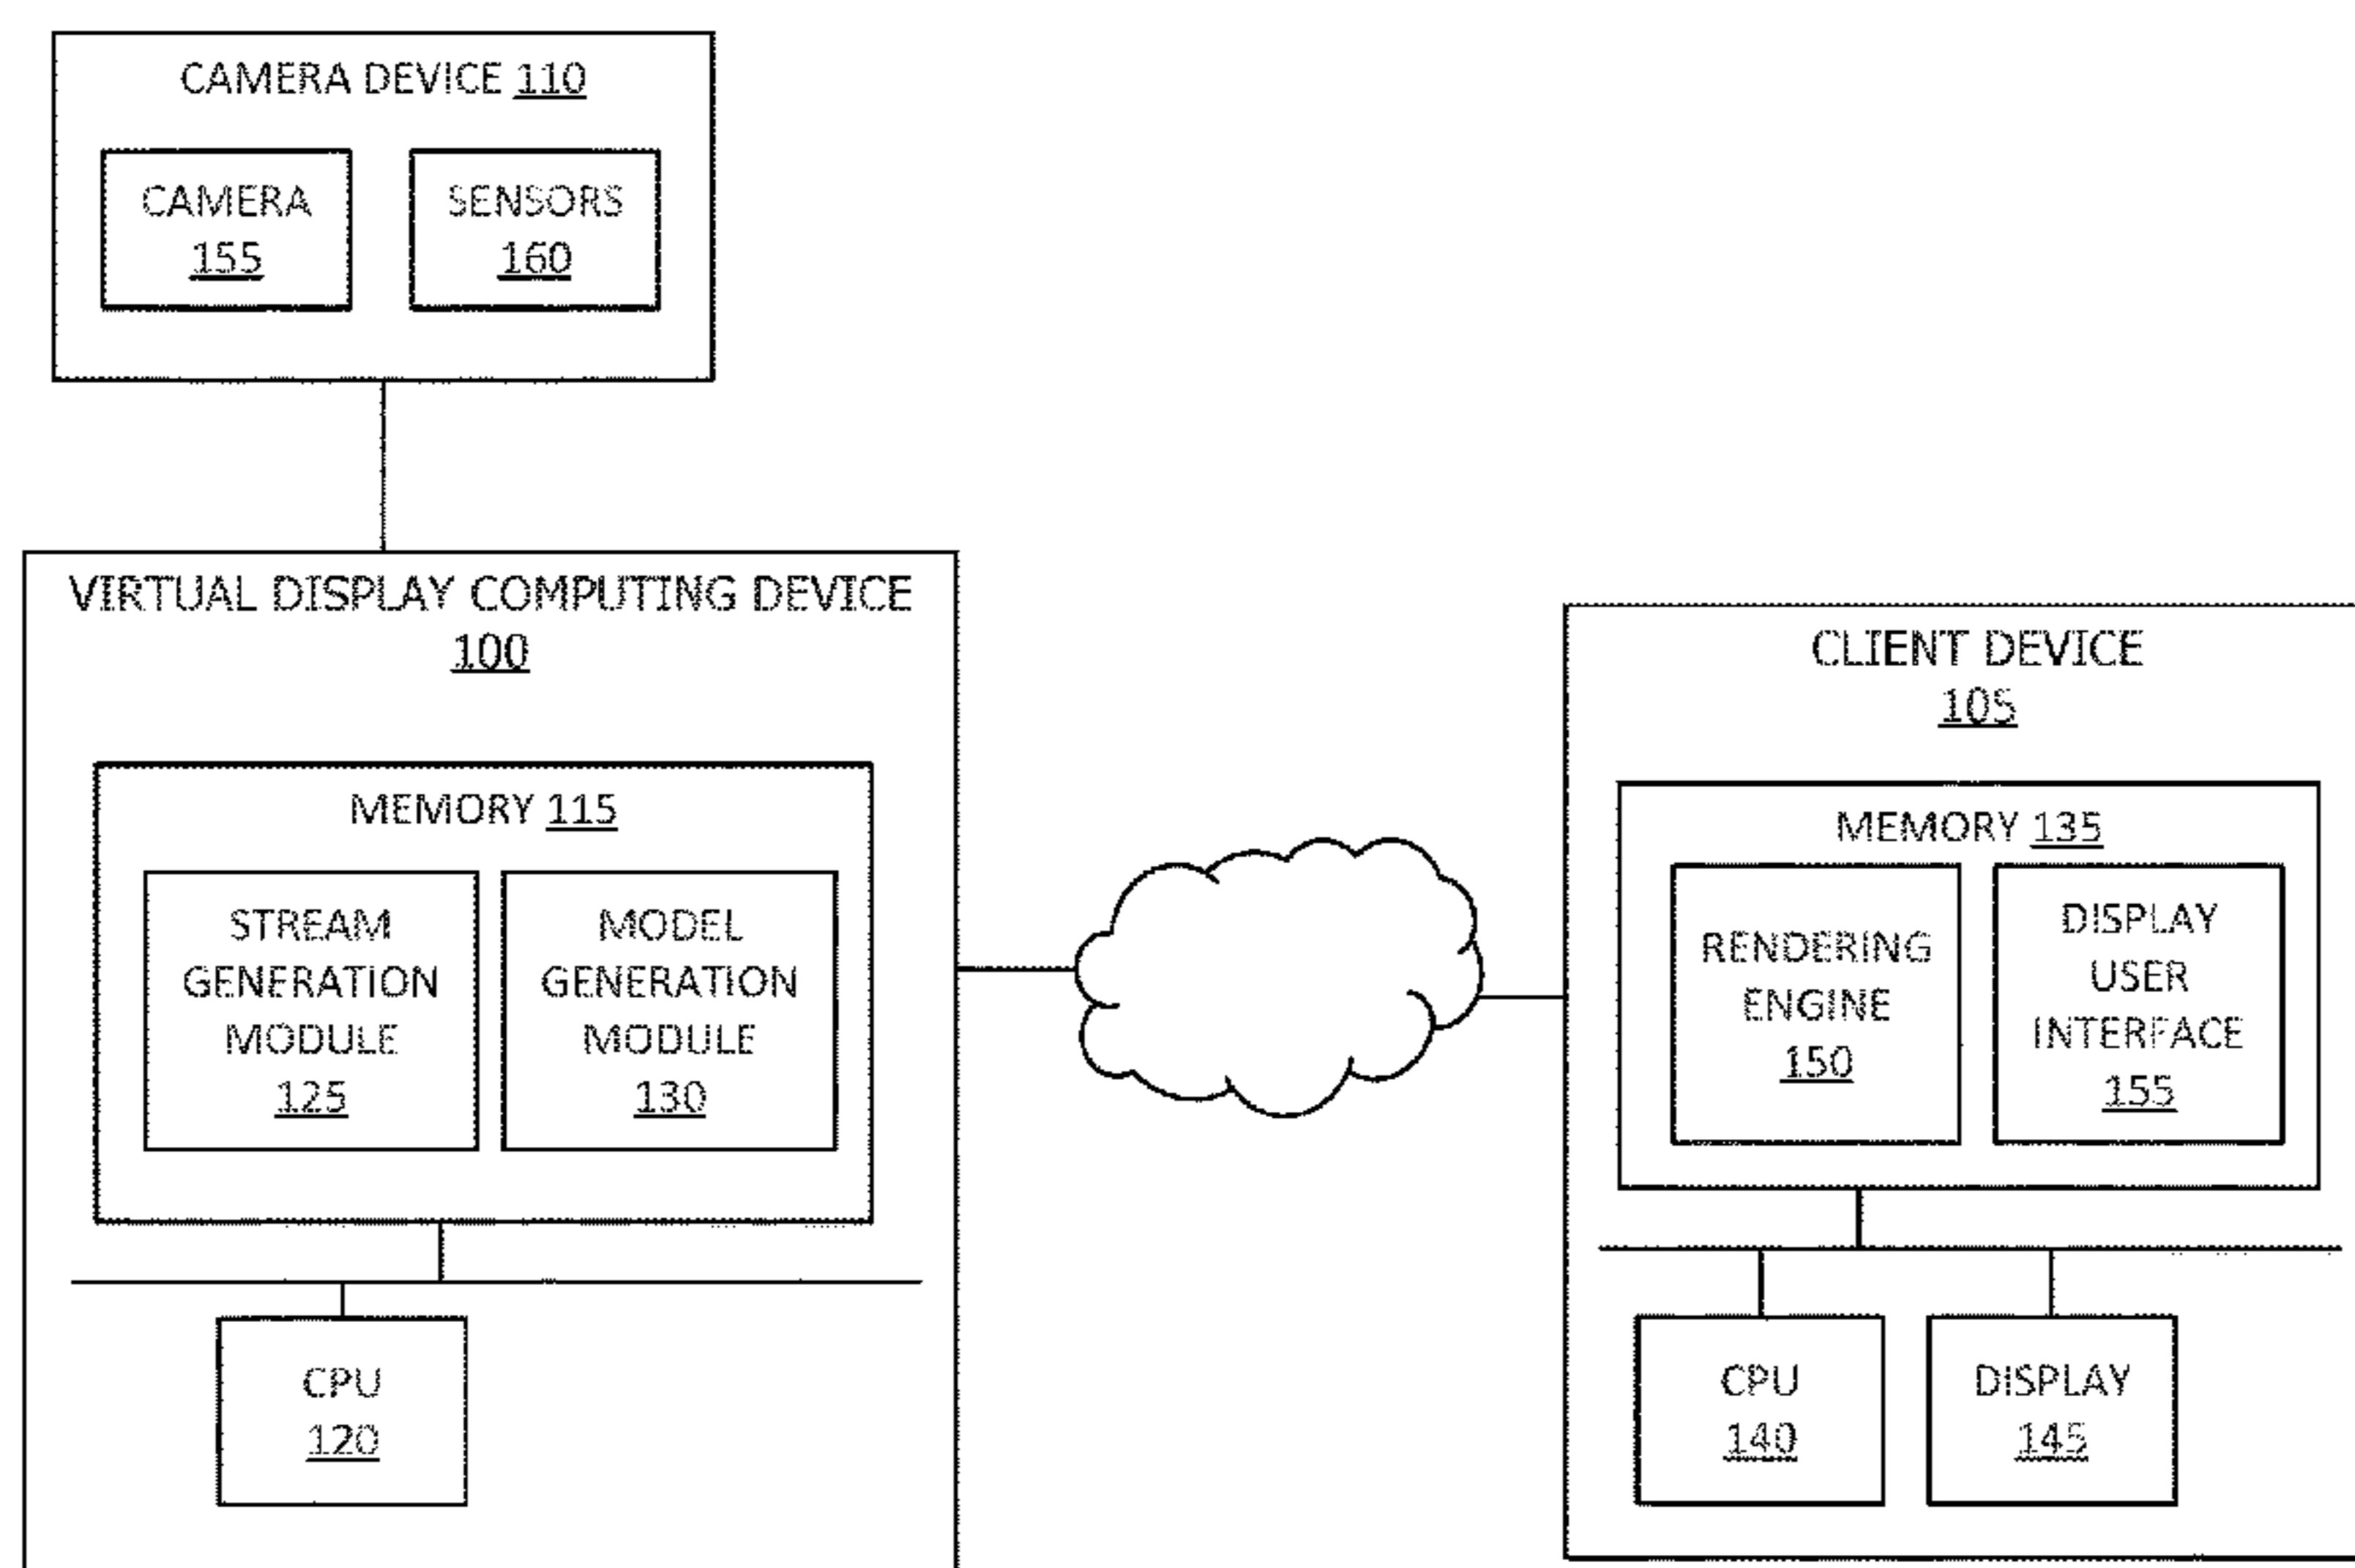 CAMERA DEVICE 110
CAMERA
155
SENSORS
160
VIRTUAL DISPLAY COMPUTING DEVICE
100
MEMORY 115
STREAM
GENERATION
MODULE
125
MODEL
GENERATION
MODULE
130
CPU
120
CLIENT DEVICE
105
MEMORY 135
RENDERING
ENGINE
150
DISPLAY
USER
INTERFACE
155
CPU
140
DISPLAY
145